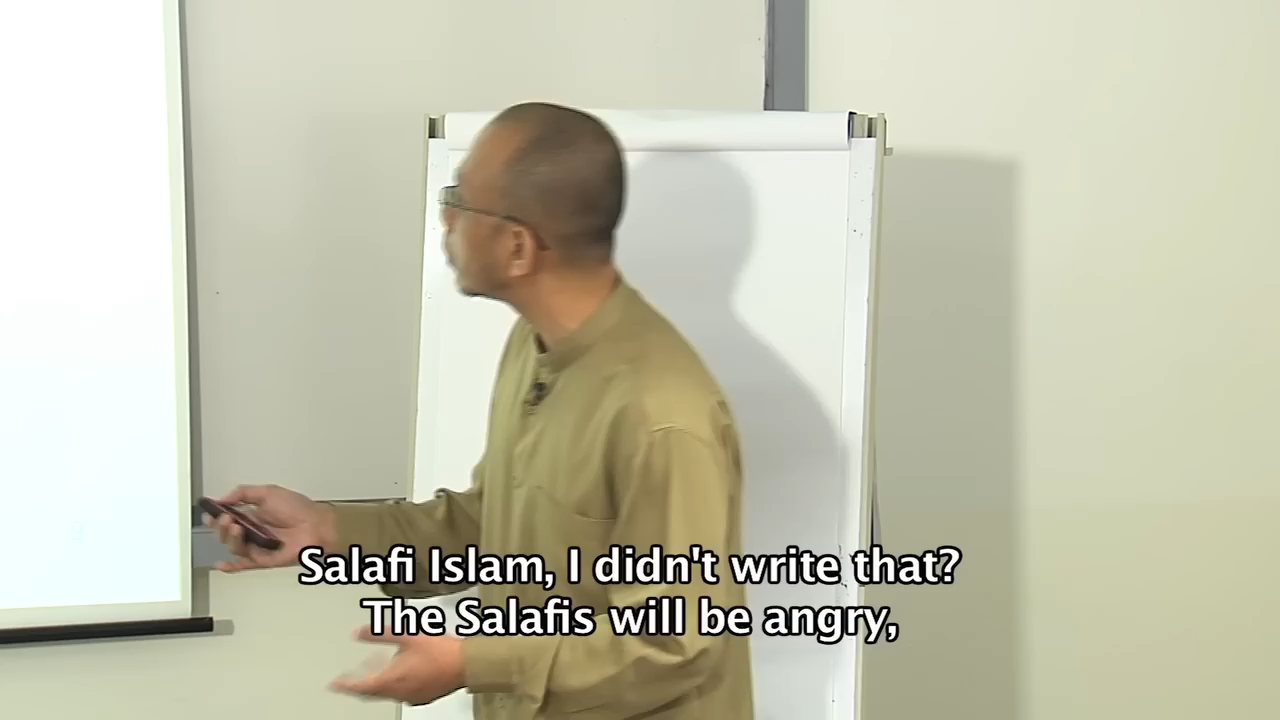 Salafi Islam, I didn't write that?
The Salafis will be angry,